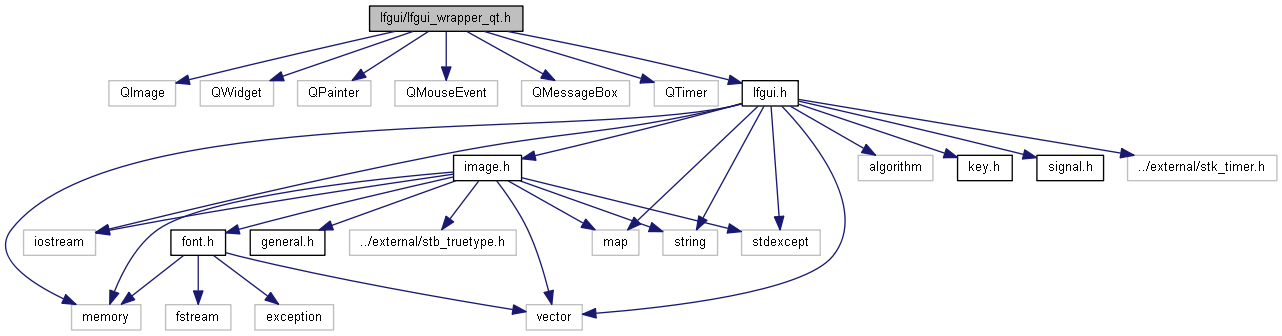 lfgui/lfgui_wrapper_qt.h
QImage
QWidget
QPainter
QMouseEvent
QMessageBox
QTimer
lfgui.h
image.h
algorithm
key.h
signal.h
../external/stk_timer.h
iostream
font.h
general.h
../external/stb_truetype.h
map
string
stdexcept
memory
fstream
exception
vector